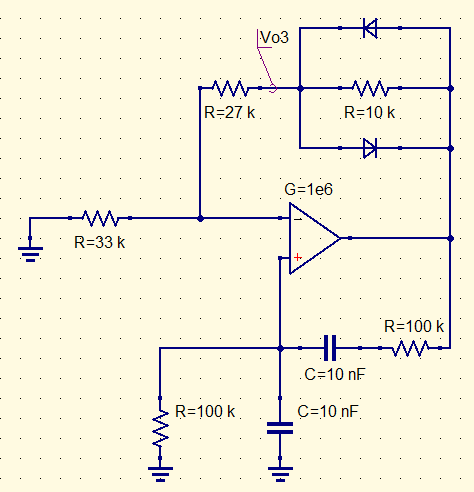 Vo3
R=27 k
R=10 k
G=1e6
−
R=33 k
+
R=100 k
C=10 nF
R=100 k
C=10 nF